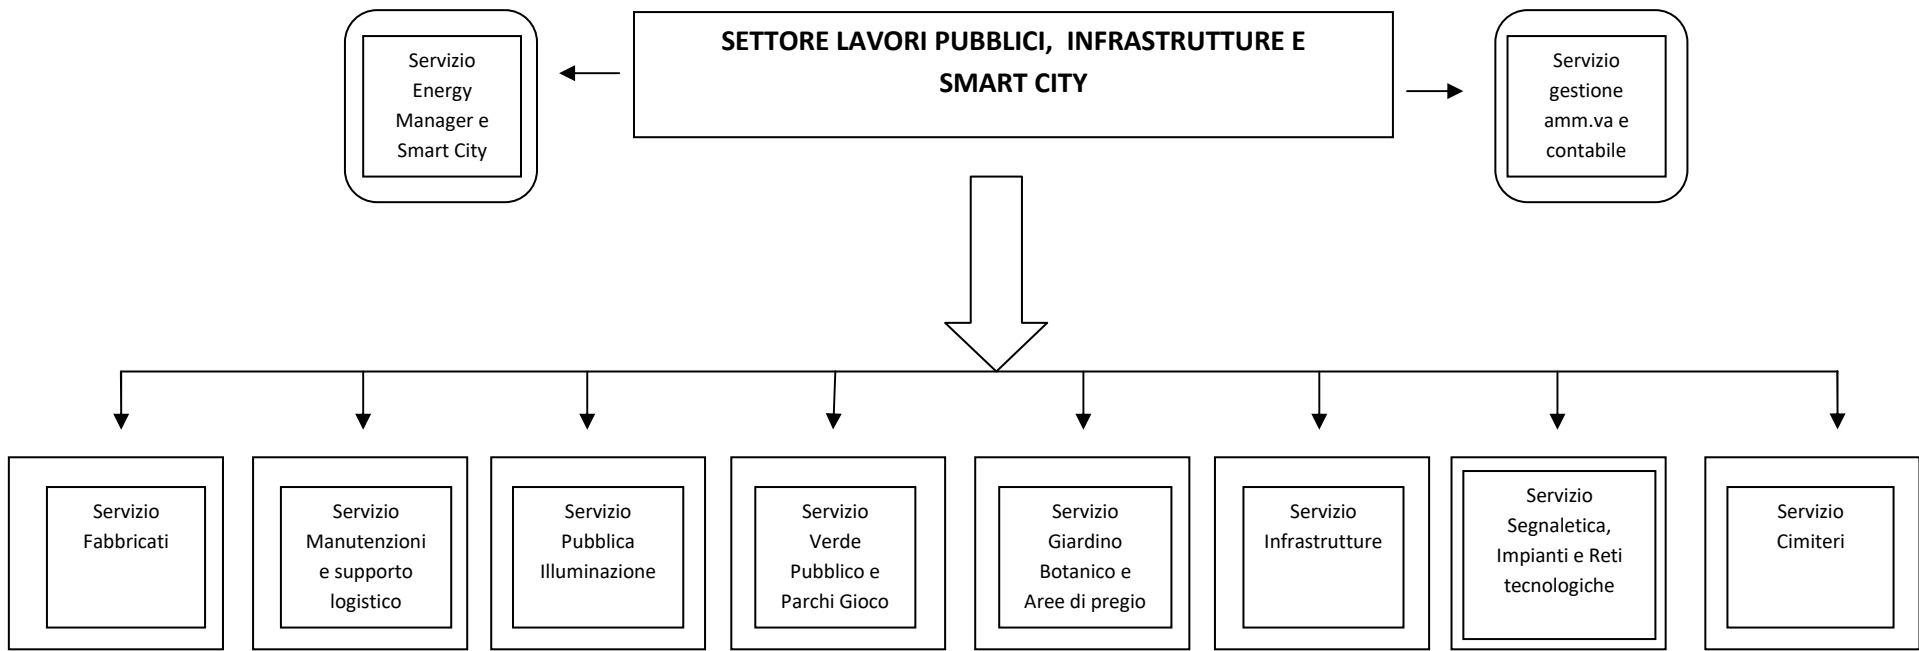 SETTORE LAVORI PUBBLICI, INFRASTRUTTURE E
SMART CITY
Servizio
Energy
Manager e
Smart City
Servizio
gestione
amm.va e
contabile
Servizio
Fabbricati
Servizio
Manutenzioni
e supporto
logistico
Servizio
Pubblica
Illuminazione
Servizio
Verde
Pubblico e
Parchi Gioco
Servizio
Giardino
Botanico e
Aree di pregio
Servizio
Infrastrutture
Servizio
Segnaletica,
Impianti e Reti
tecnologiche
Servizio
Cimiteri